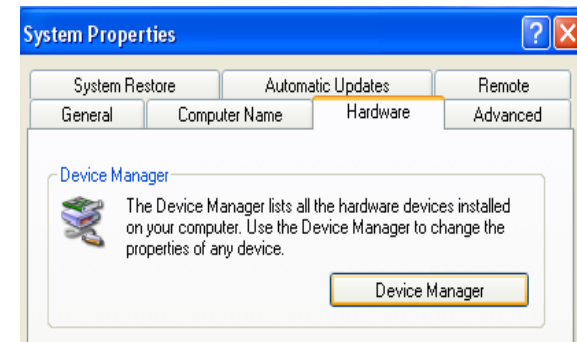 System Properties
System Restore Automatic Updates Remote
General Computer Name Hardware Advanced
Device Manager
The Device Manager lists all the hardware devices installed
on your computer. Use the Device Manager to change the
properties of any device.
Device Manager